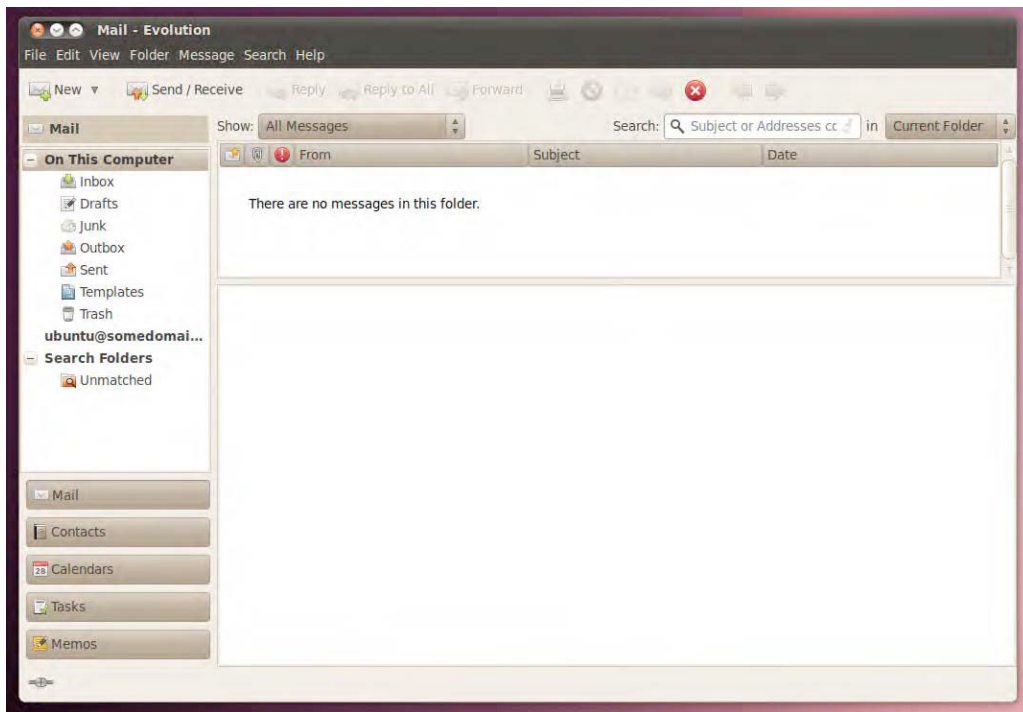 Mail - Evolution
File Edit View Folder Message Search Help
New Send / Receive Reply Reply to All Forward
Mail
Show: All Messages Search: Subject or Addresses cc in Current Folder
From Subject Date
There are no messages in this folder.
On This Computer
Inbox
Drafts
Junk
Outbox
Sent
Templates
Trash
ubuntu@somedomai...
Search Folders
Unmatched
Mail
Contacts
28 Calendars
Tasks
Memos